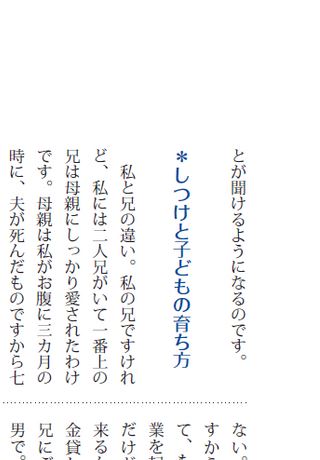 とが聞けるようになるのです。
＊しつけと子どもの育ち方
私と兄の違い。私の兄ですけれ
ど、私には二人兄がいて一番上の
兄は母親にしっかり愛されたわけ
です。母親は私がお腹に三カ月の
時に、夫が死んだものですから七
ない。
すから
て、も
業を起
だけど
来るん
金貸し
兄にご
男で。